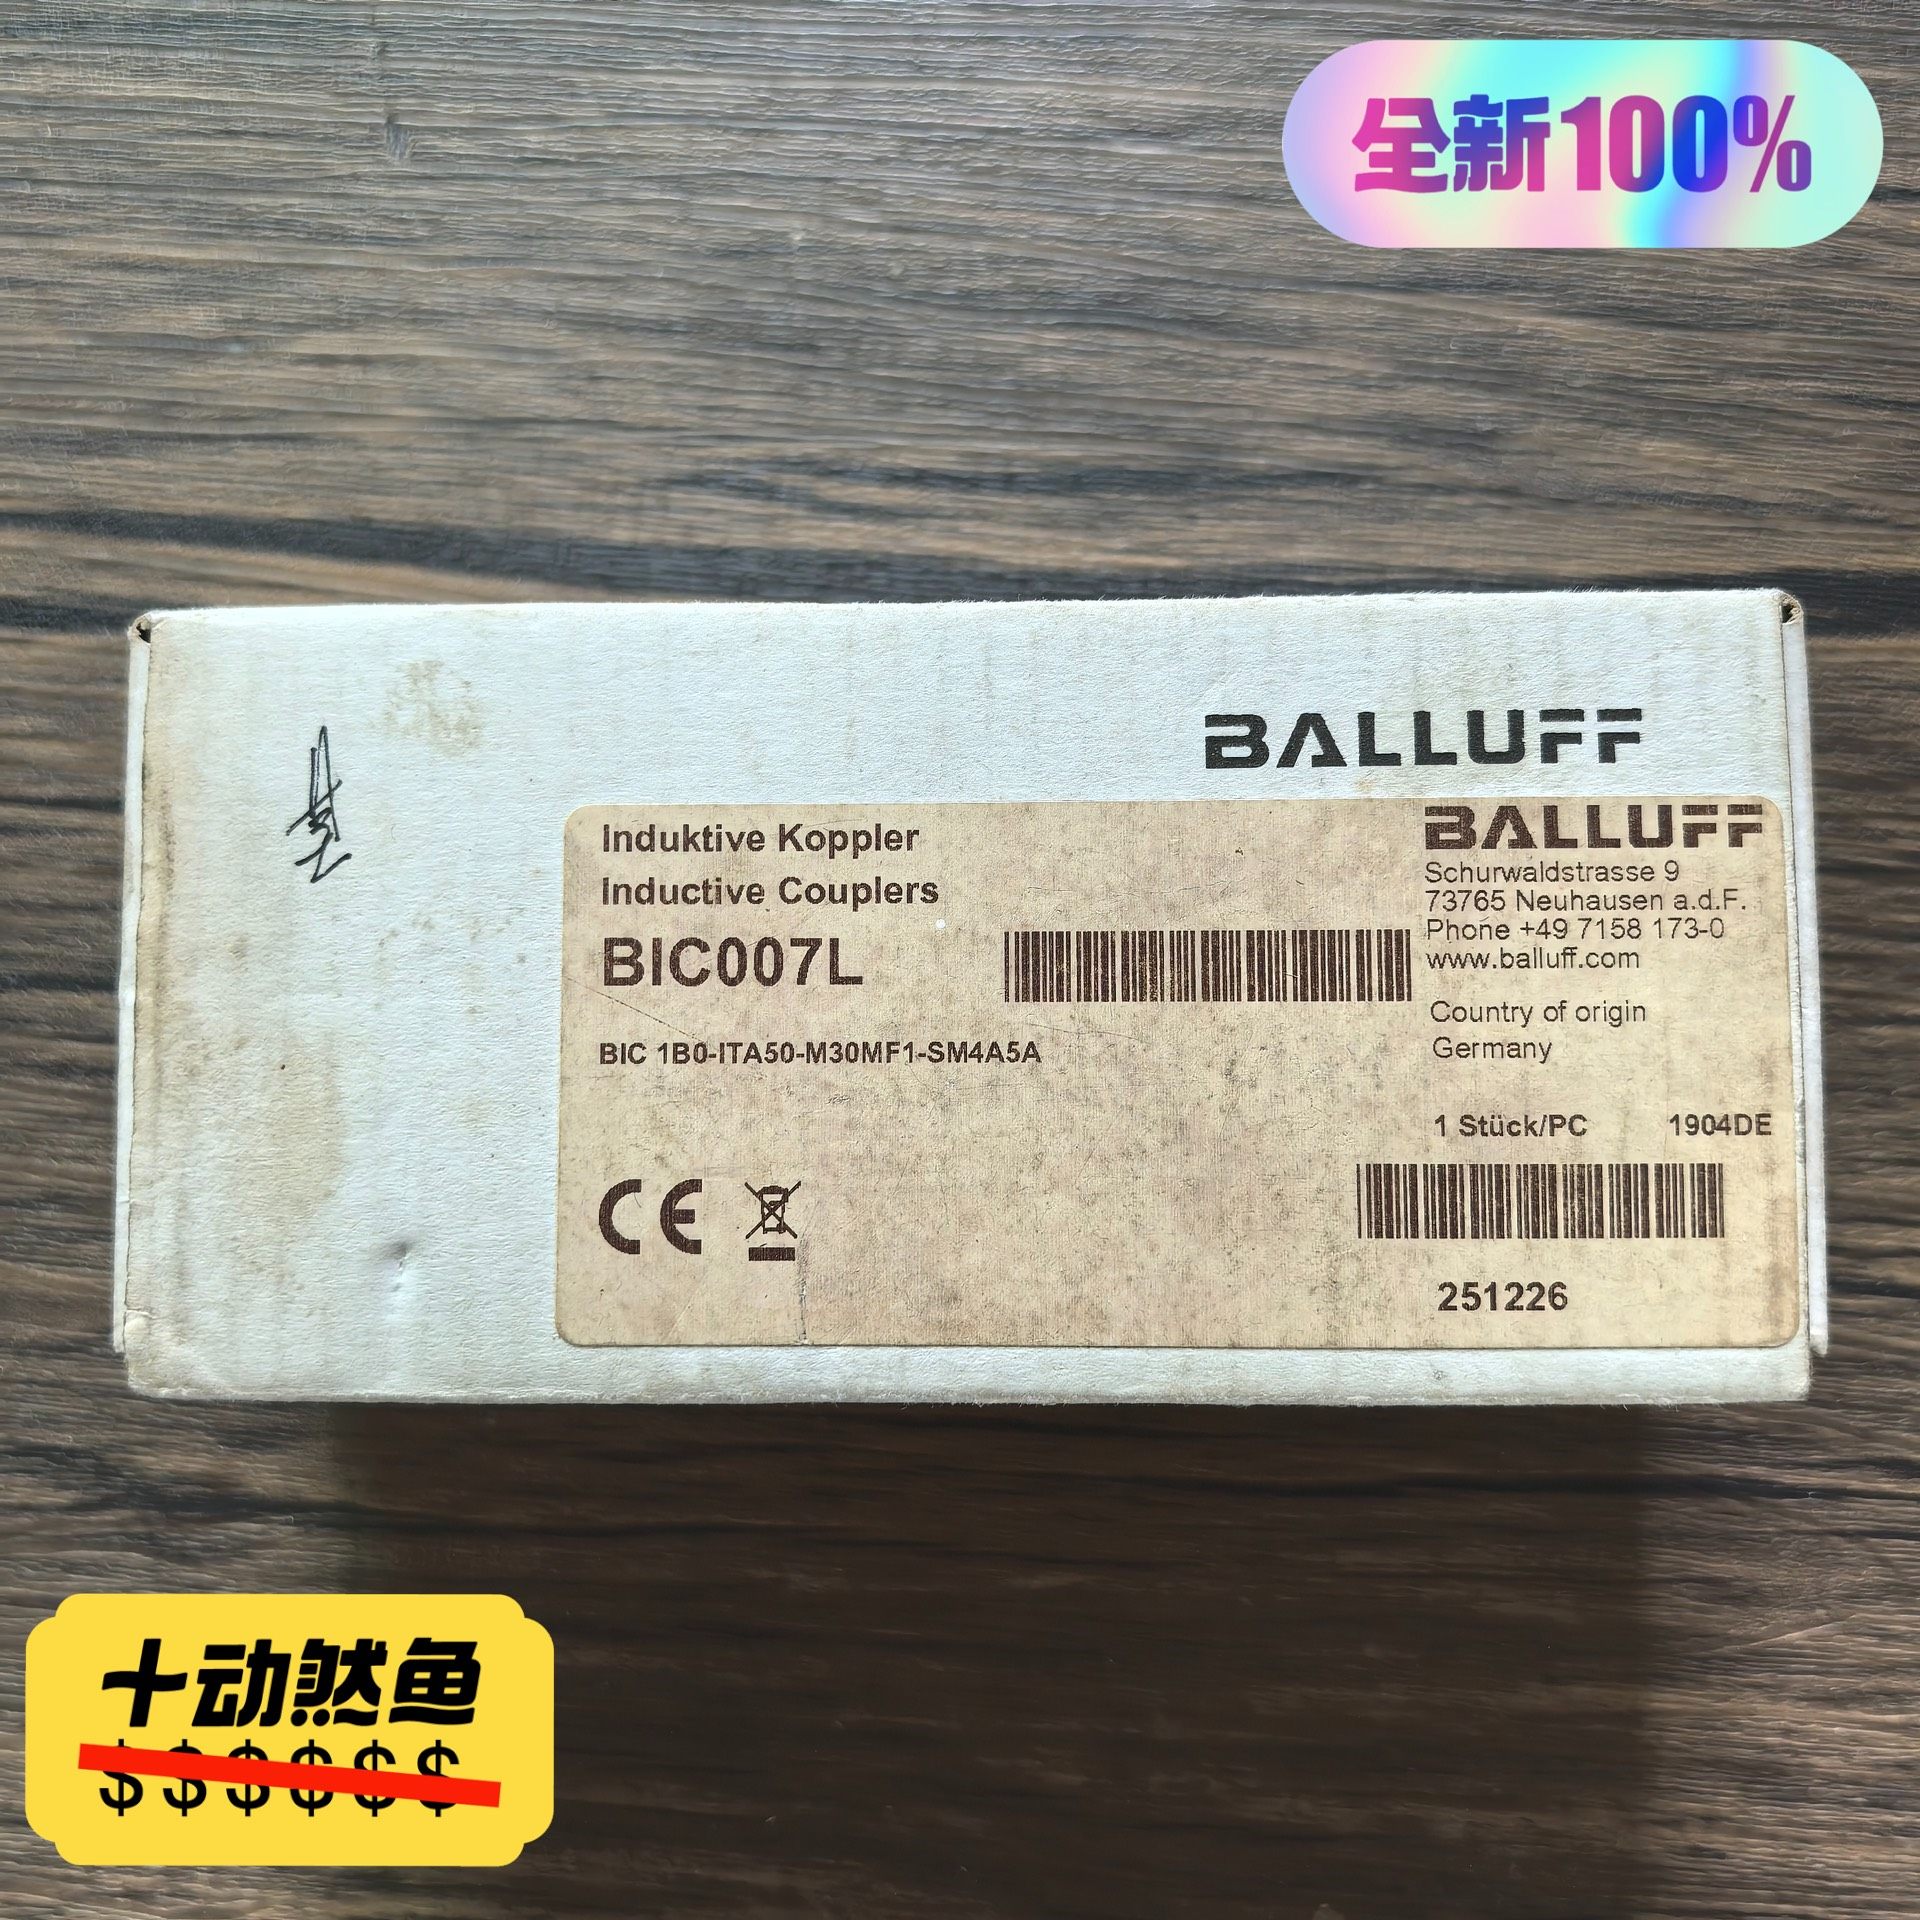 全新100%
BALLUFF
Induktive Koppler
Inductive Couplers
BIC007L
BIC 1B0-ITA50-M30MF1-SM4A5A
BALLUFF
Schurwaldstrasse 9
73765 Neuhausen a.d.F.
Phone +49 7158 173-0
www.balluff.com
Country of origin
Germany
1 Stück/PC 1904DE
CE
251226
十动然鱼
$$$$$$